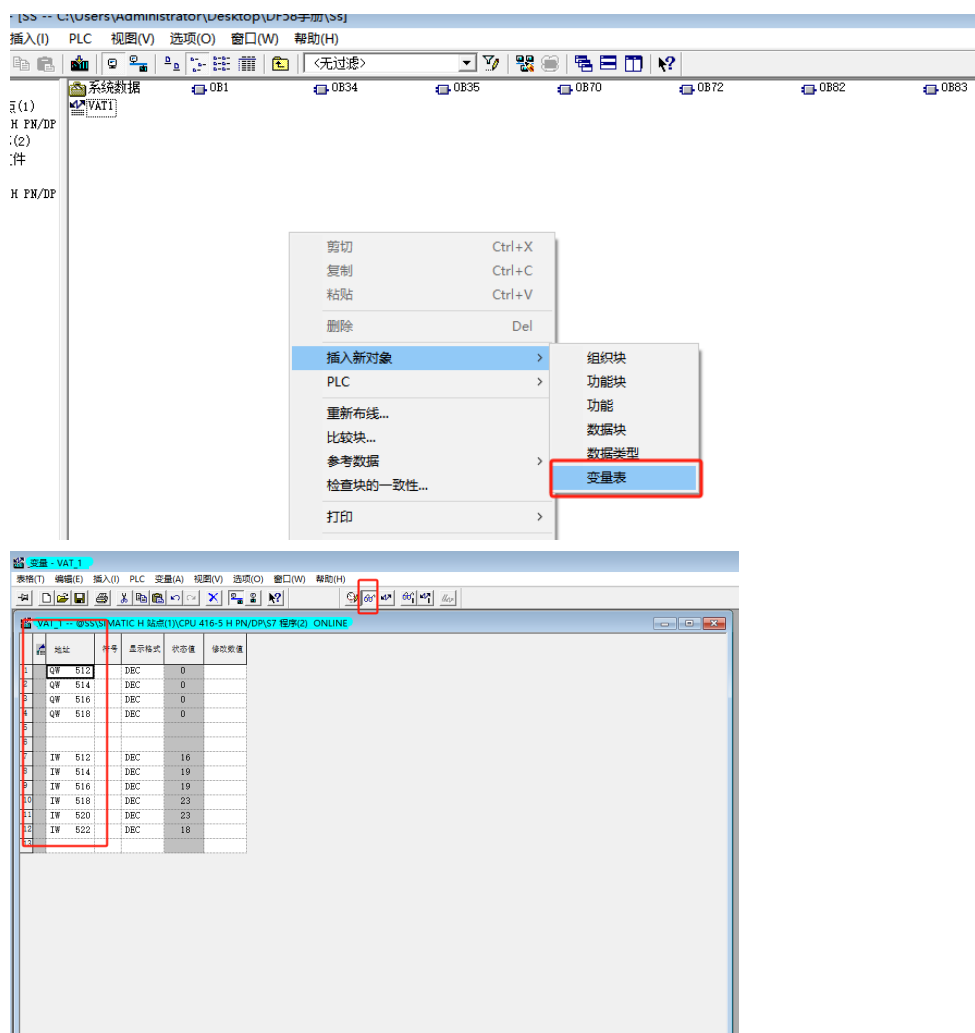 - [SS -- C:\Users\Administrator\Desktop\DF58手册\Ss]
插入(I) PLC 视图(V) 选项(O) 窗口(W) 帮助(H)
<无过滤>
系统数据 OB1 OB34 OB35 OB70 OB72 OB82 OB83
(1) VAT1
H PN/DP
(2)
件
H PN/DP
剪切 Ctrl+X
复制 Ctrl+C
粘贴 Ctrl+V
删除 Del
插入新对象 >
PLC >
重新布线...
比较块...
参考数据 >
检查块的一致性...
打印 >
组织块
功能块
功能
数据块
数据类型
变量表
变量 - VAT_1
表格(T) 编辑(E) 插入(I) PLC 变量(A) 视图(V) 选项(O) 窗口(W) 帮助(H)
VAT_1 -- @SS\SIMATIC H 站点(1)\CPU 416-5 H PN/DP\S7 程序(2) ONLINE
地址 符号 显示格式 状态值 修改数值
1 QW 512 DEC 0
2 QW 514 DEC 0
3 QW 516 DEC 0
4 QW 518 DEC 0
5
6
7 IW 512 DEC 16
8 IW 514 DEC 19
9 IW 516 DEC 19
10 IW 518 DEC 23
11 IW 520 DEC 23
12 IW 522 DEC 18
13